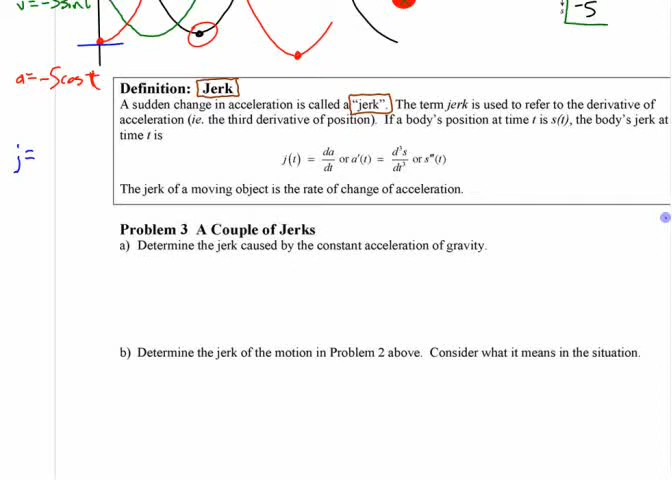 v=-5sint
-5
a=-5cost
Definition: Jerk
A sudden change in acceleration is called a "jerk". The term jerk is used to refer to the derivative of
acceleration (ie. the third derivative of position). If a body's position at time t is s(t), the body's jerk at
time t is
j=
j(t) = da/dt or a'(t) = d³s/dt³ or s'''(t)
The jerk of a moving object is the rate of change of acceleration.
Problem 3 A Couple of Jerks
a) Determine the jerk caused by the constant acceleration of gravity.
b) Determine the jerk of the motion in Problem 2 above. Consider what it means in the situation.